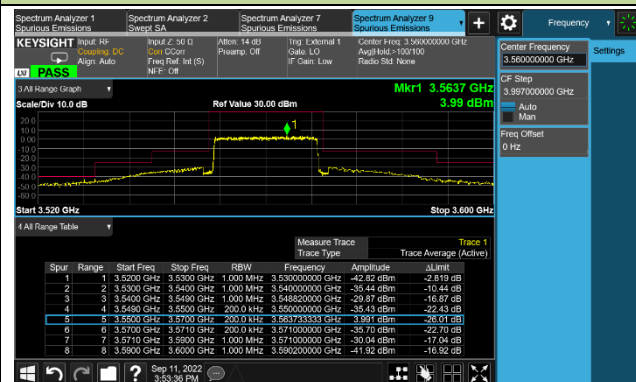 Spectrum Analyzer 1
Spurious Emissions
Spectrum Analyzer 2
Swept SA
Spectrum Analyzer 7
Spurious Emissions
Spectrum Analyzer 9
Spurious Emissions
Frequency
KEYSIGHT
Input: RF
Coupling: DC
Align: Auto
Input Z: 50 Ω
Corr CCorr
Freq Ref: Int (S)
NFE: Off
Atten: 14 dB
Preamp: Off
Trig: External 1
Gate: LO
IF Gain: Low
Center Freq: 3.560000000 GHz
Avg|Hold:>100/100
Radio Std: None
LXI PASS
Center Frequency
3.560000000 GHz
Settings
CF Step
3.997000000 GHz
Auto
Man
Freq Offset
0 Hz
3 All Range Graph
Mkr1 3.5637 GHz
3.99 dBm
Scale/Div 10.0 dB
Ref Value 30.00 dBm
1
20.0
10.0
0.00
-10.0
-20.0
-30.0
-40.0
-50.0
-60.0
Start 3.520 GHz
Stop 3.600 GHz
4 All Range Table
Measure Trace Trace 1
Trace Type Trace Average (Active)
Spur Range Start Freq Stop Freq RBW Frequency Amplitude ΔLimit
1 1 3.5200 GHz 3.5300 GHz 1.000 MHz 3.530000000 GHz -42.82 dBm -2.819 dB
2 2 3.5300 GHz 3.5400 GHz 1.000 MHz 3.540000000 GHz -35.44 dBm -10.44 dB
3 3 3.5400 GHz 3.5490 GHz 1.000 MHz 3.548820000 GHz -29.87 dBm -16.87 dB
4 4 3.5490 GHz 3.5500 GHz 200.0 kHz 3.550000000 GHz -35.43 dBm -22.43 dB
5 5 3.5500 GHz 3.5700 GHz 200.0 kHz 3.563733333 GHz 3.991 dBm -26.01 dB
6 6 3.5700 GHz 3.5710 GHz 200.0 kHz 3.571000000 GHz -35.70 dBm -22.70 dB
7 7 3.5710 GHz 3.5900 GHz 1.000 MHz 3.571000000 GHz -30.04 dBm -17.04 dB
8 8 3.5900 GHz 3.6000 GHz 1.000 MHz 3.590200000 GHz -41.92 dBm -16.92 dB
Sep 11, 2022
3:53:36 PM